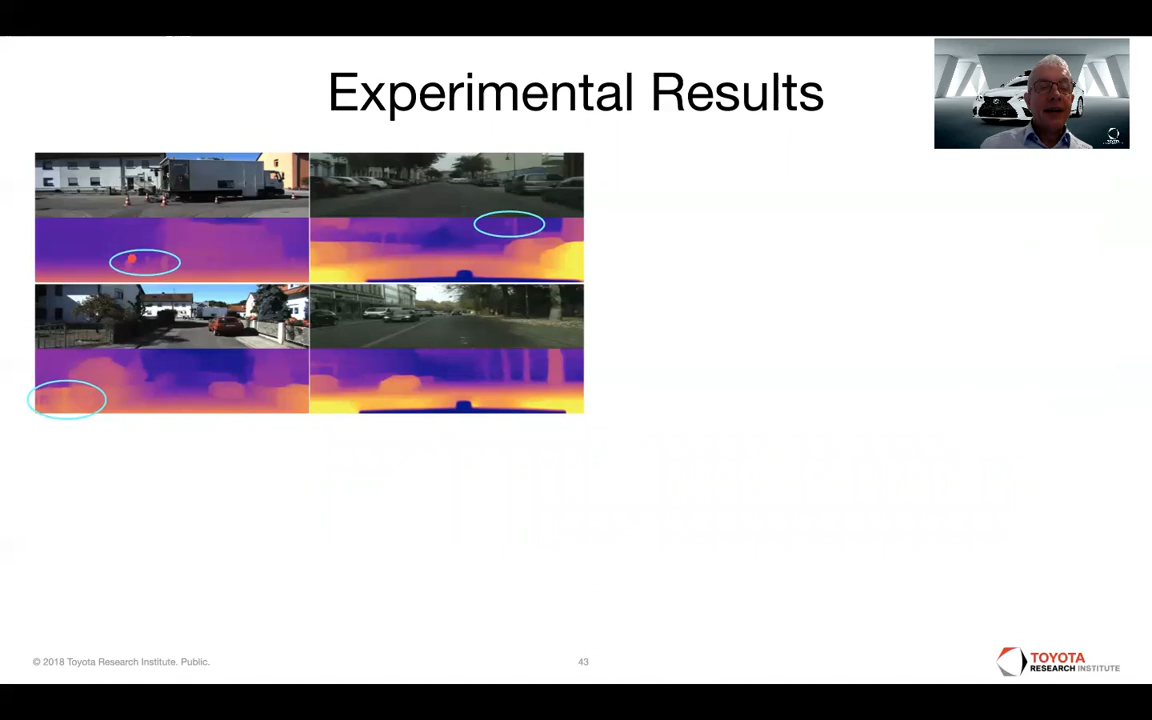 Experimental Results
© 2018 Toyota Research Institute. Public.
43
TOYOTA
RESEARCH INSTITUTE